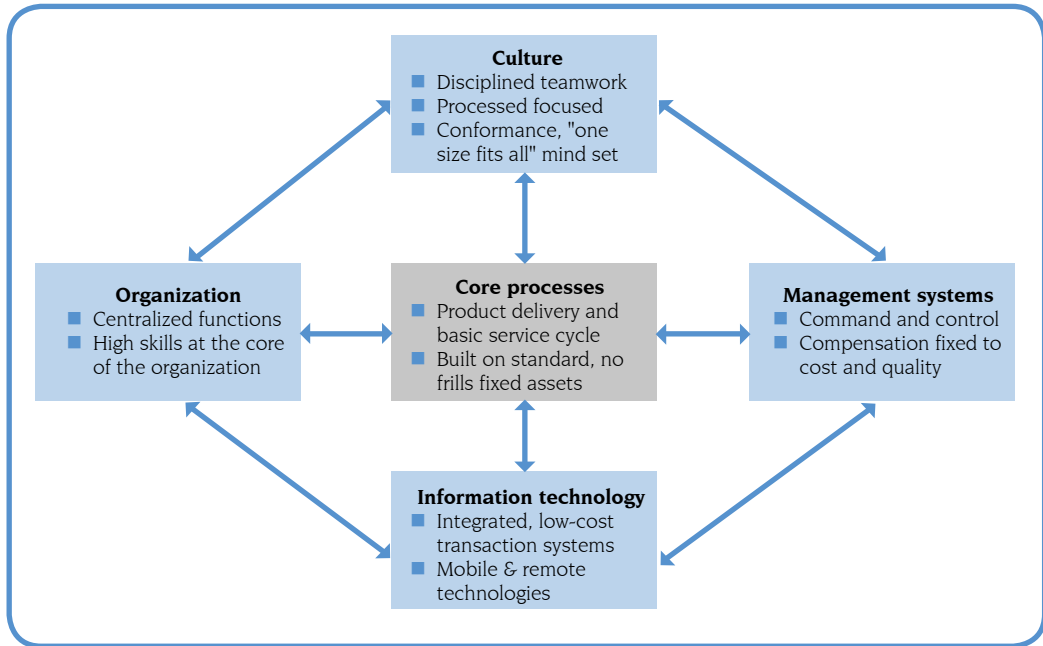 Culture
■ Disciplined teamwork
■ Processed focused
■ Conformance, "one
size fits all" mind set
Organization
■ Centralized functions
■ High skills at the core
of the organization
Core processes
■ Product delivery and
basic service cycle
■ Built on standard, no
frills fixed assets
Management systems
■ Command and control
■ Compensation fixed to
cost and quality
Information technology
■ Integrated, low-cost
transaction systems
■ Mobile & remote
technologies